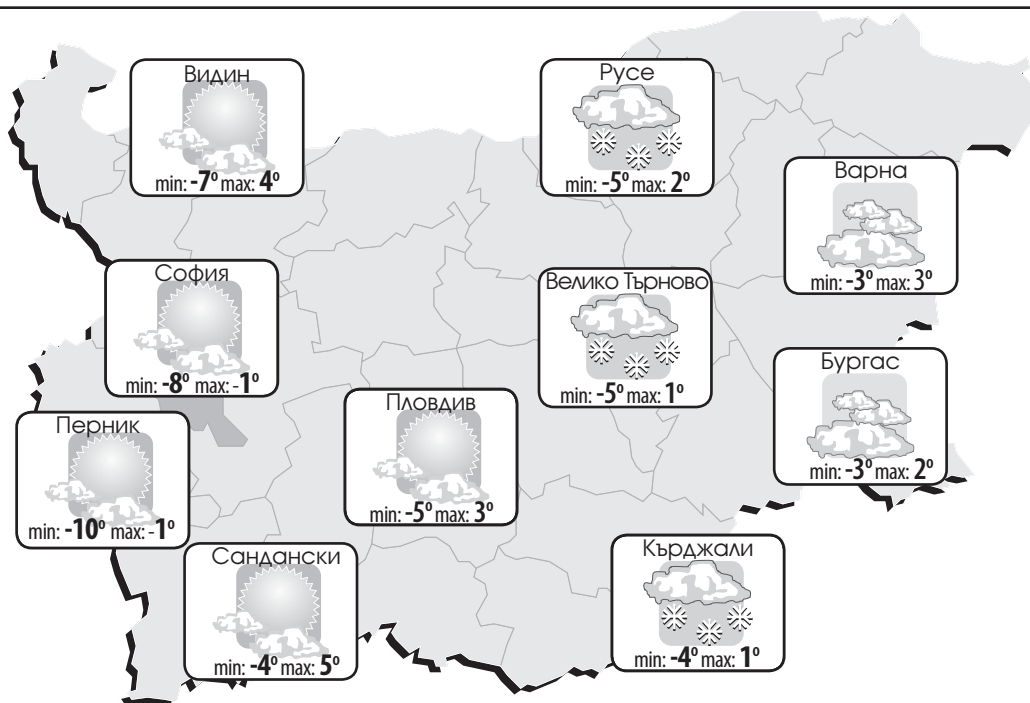 Видин
min: -7° max: 4°
Русе
min: -5° max: 2°
Варна
min: -3° max: 3°
София
min: -8° max: -1°
Велико Търново
min: -5° max: 1°
Бургас
min: -3° max: 2°
Пловдив
min: -5° max: 3°
Перник
min: -10° max: -1°
Сандански
min: -4° max: 5°
Кърджали
min: -4° max: 1°